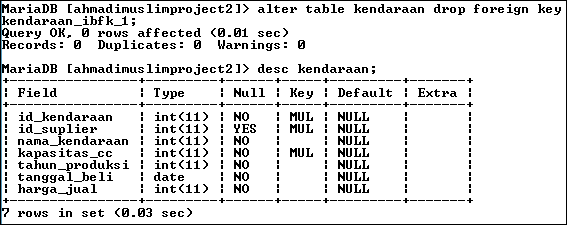 MariaDB [ahmadimuslimproject2]> alter table kendaraan drop foreign key
kendaraan_ibfk_1;
Query OK, 0 rows affected (0.01 sec)
Records: 0  Duplicates: 0  Warnings: 0
MariaDB [ahmadimuslimproject2]> desc kendaraan;
+----------------+---------+------+-----+---------+-------+
| Field          | Type    | Null | Key | Default | Extra |
+----------------+---------+------+-----+---------+-------+
| id_kendaraan   | int(11) | NO   | MUL | NULL    |       |
| id_suplier     | int(11) | YES  | MUL | NULL    |       |
| nama_kendaraan | int(11) | NO   |     | NULL    |       |
| kapasitas_cc   | int(11) | NO   | MUL | NULL    |       |
| tahun_produksi | int(11) | NO   |     | NULL    |       |
| tanggal_beli   | date    | NO   |     | NULL    |       |
| harga_jual     | int(11) | NO   |     | NULL    |       |
+----------------+---------+------+-----+---------+-------+
7 rows in set (0.03 sec)